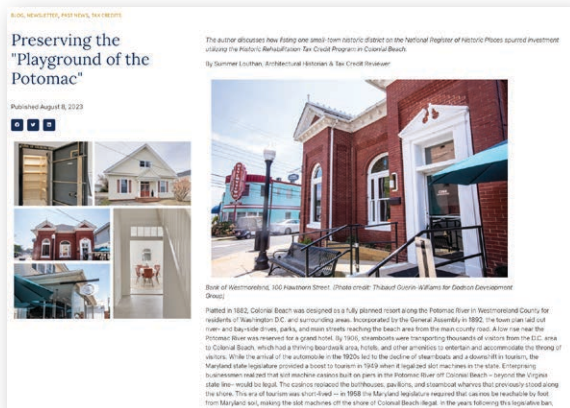 BLOG, NEWSLETTER, PAST NEWS, TAX CREDITS
Preserving the
"Playground of the
Potomac"
Published August 8, 2023
The author discusses how listing one small-town historic district on the National Register of Historic Places spurred investment
utilizing the Historic Rehabilitation Tax Credit Program in Colonial Beach.
By Summer Louthan, Architectural Historian & Tax Credit Reviewer
Bank of Westmoreland, 100 Hawthorn Street. (Photo credit: Thibaut Guerin-Williams for Dodson Development
Group)
Platted in 1882, Colonial Beach was designed as a fully planned resort along the Potomac River in Westmoreland County for
residents of Washington D.C. and surrounding areas. Incorporated by the General Assembly in 1892, the town plan laid out
river- and bay-side drives, parks, and main streets reaching the beach area from the main county road. A low rise near the
Potomac River was reserved for a grand hotel. By 1906, steamboats were transporting thousands of visitors from the D.C. area
to Colonial Beach, which had a thriving boardwalk area, hotels, and other amenities to entertain and accommodate the throng of
visitors. While the arrival of the automobile in the 1920s led to the decline of steamboats and a downshift in tourism, the
Maryland state legislature provided a boost to tourism in 1949 when it legalized slot machines in the state. Enterprising
businessmen realized that slot machine casinos built on piers in the Potomac River off Colonial Beach – beyond the Virginia
state line– would be legal. The casinos replaced the bathhouses, pavilions, and steamboat wharves that previously stood along
the shore. This era of tourism was short-lived — in 1958 the Maryland legislature required that casinos be reachable by foot
from Maryland soil, making the slot machines off the shore of Colonial Beach illegal. In the years following this legislative ban,